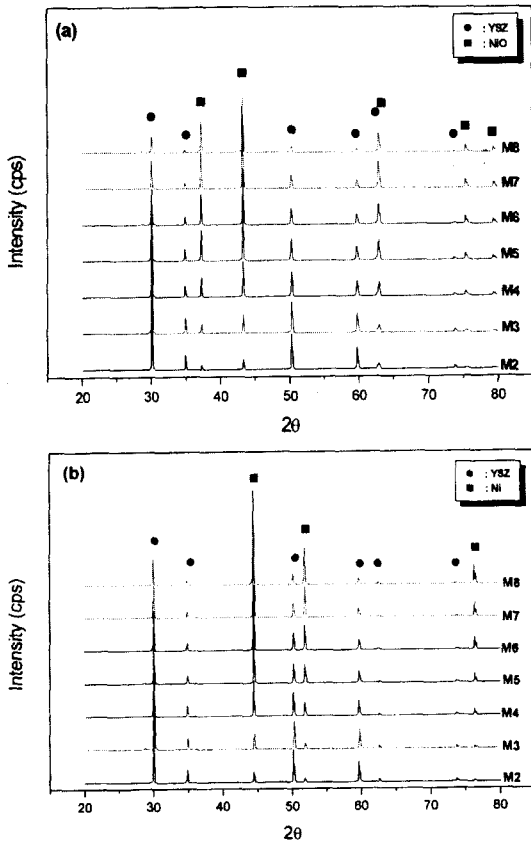 (a)
● : YSZ
■ : NiO
Intensity (cps)
M8
M7
M6
M5
M4
M3
M2
20 30 40 50 60 70 80
2θ
(b)
● : YSZ
■ : Ni
Intensity (cps)
M8
M7
M6
M5
M4
M3
M2
20 30 40 50 60 70 80
2θ